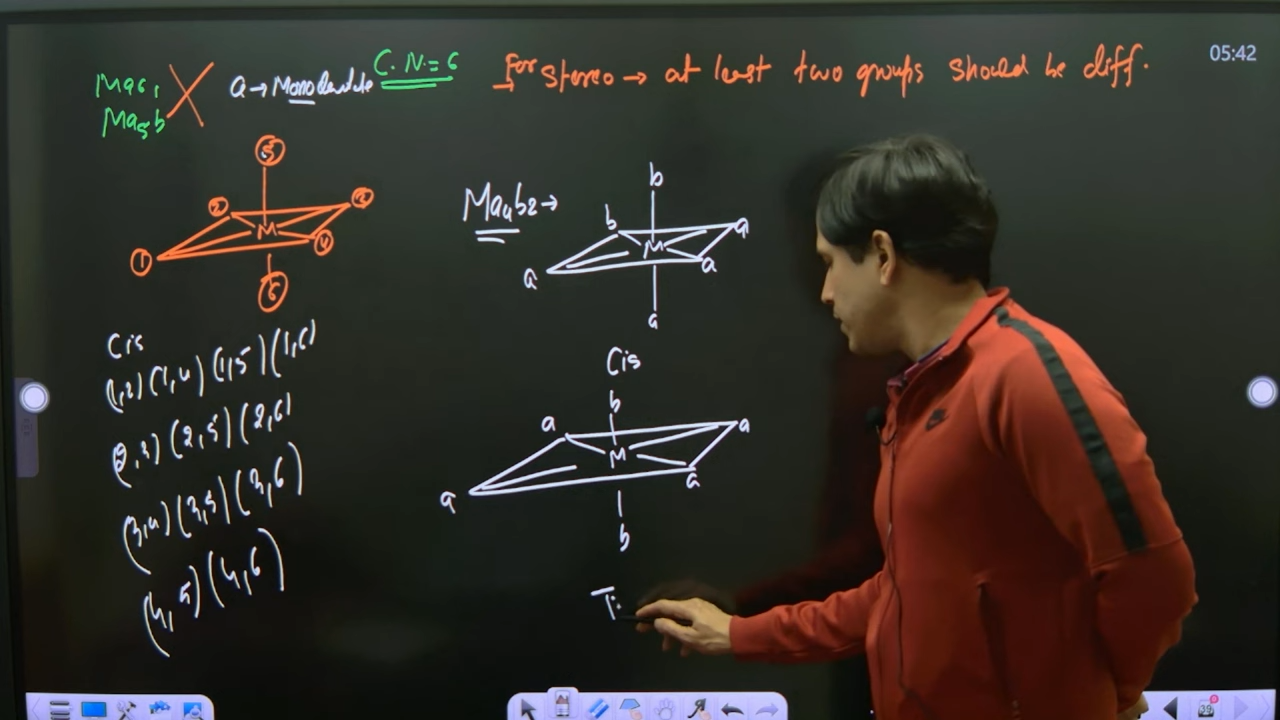 05:42
Ma6,
Ma5b
a→Monodentate
C.N.=6
For stereo → at least two groups should be diff.
5
2 3
M
1 4
6
Cis
(1,2) (1,4) (1,5) (1,6)
(2,3) (2,5) (2,6)
(3,4) (3,5) (3,6)
(4,5) (4,6)
Ma4b2→
b
b a
M
a a
a
Cis
b
a a
M
a a
b
Tr
39